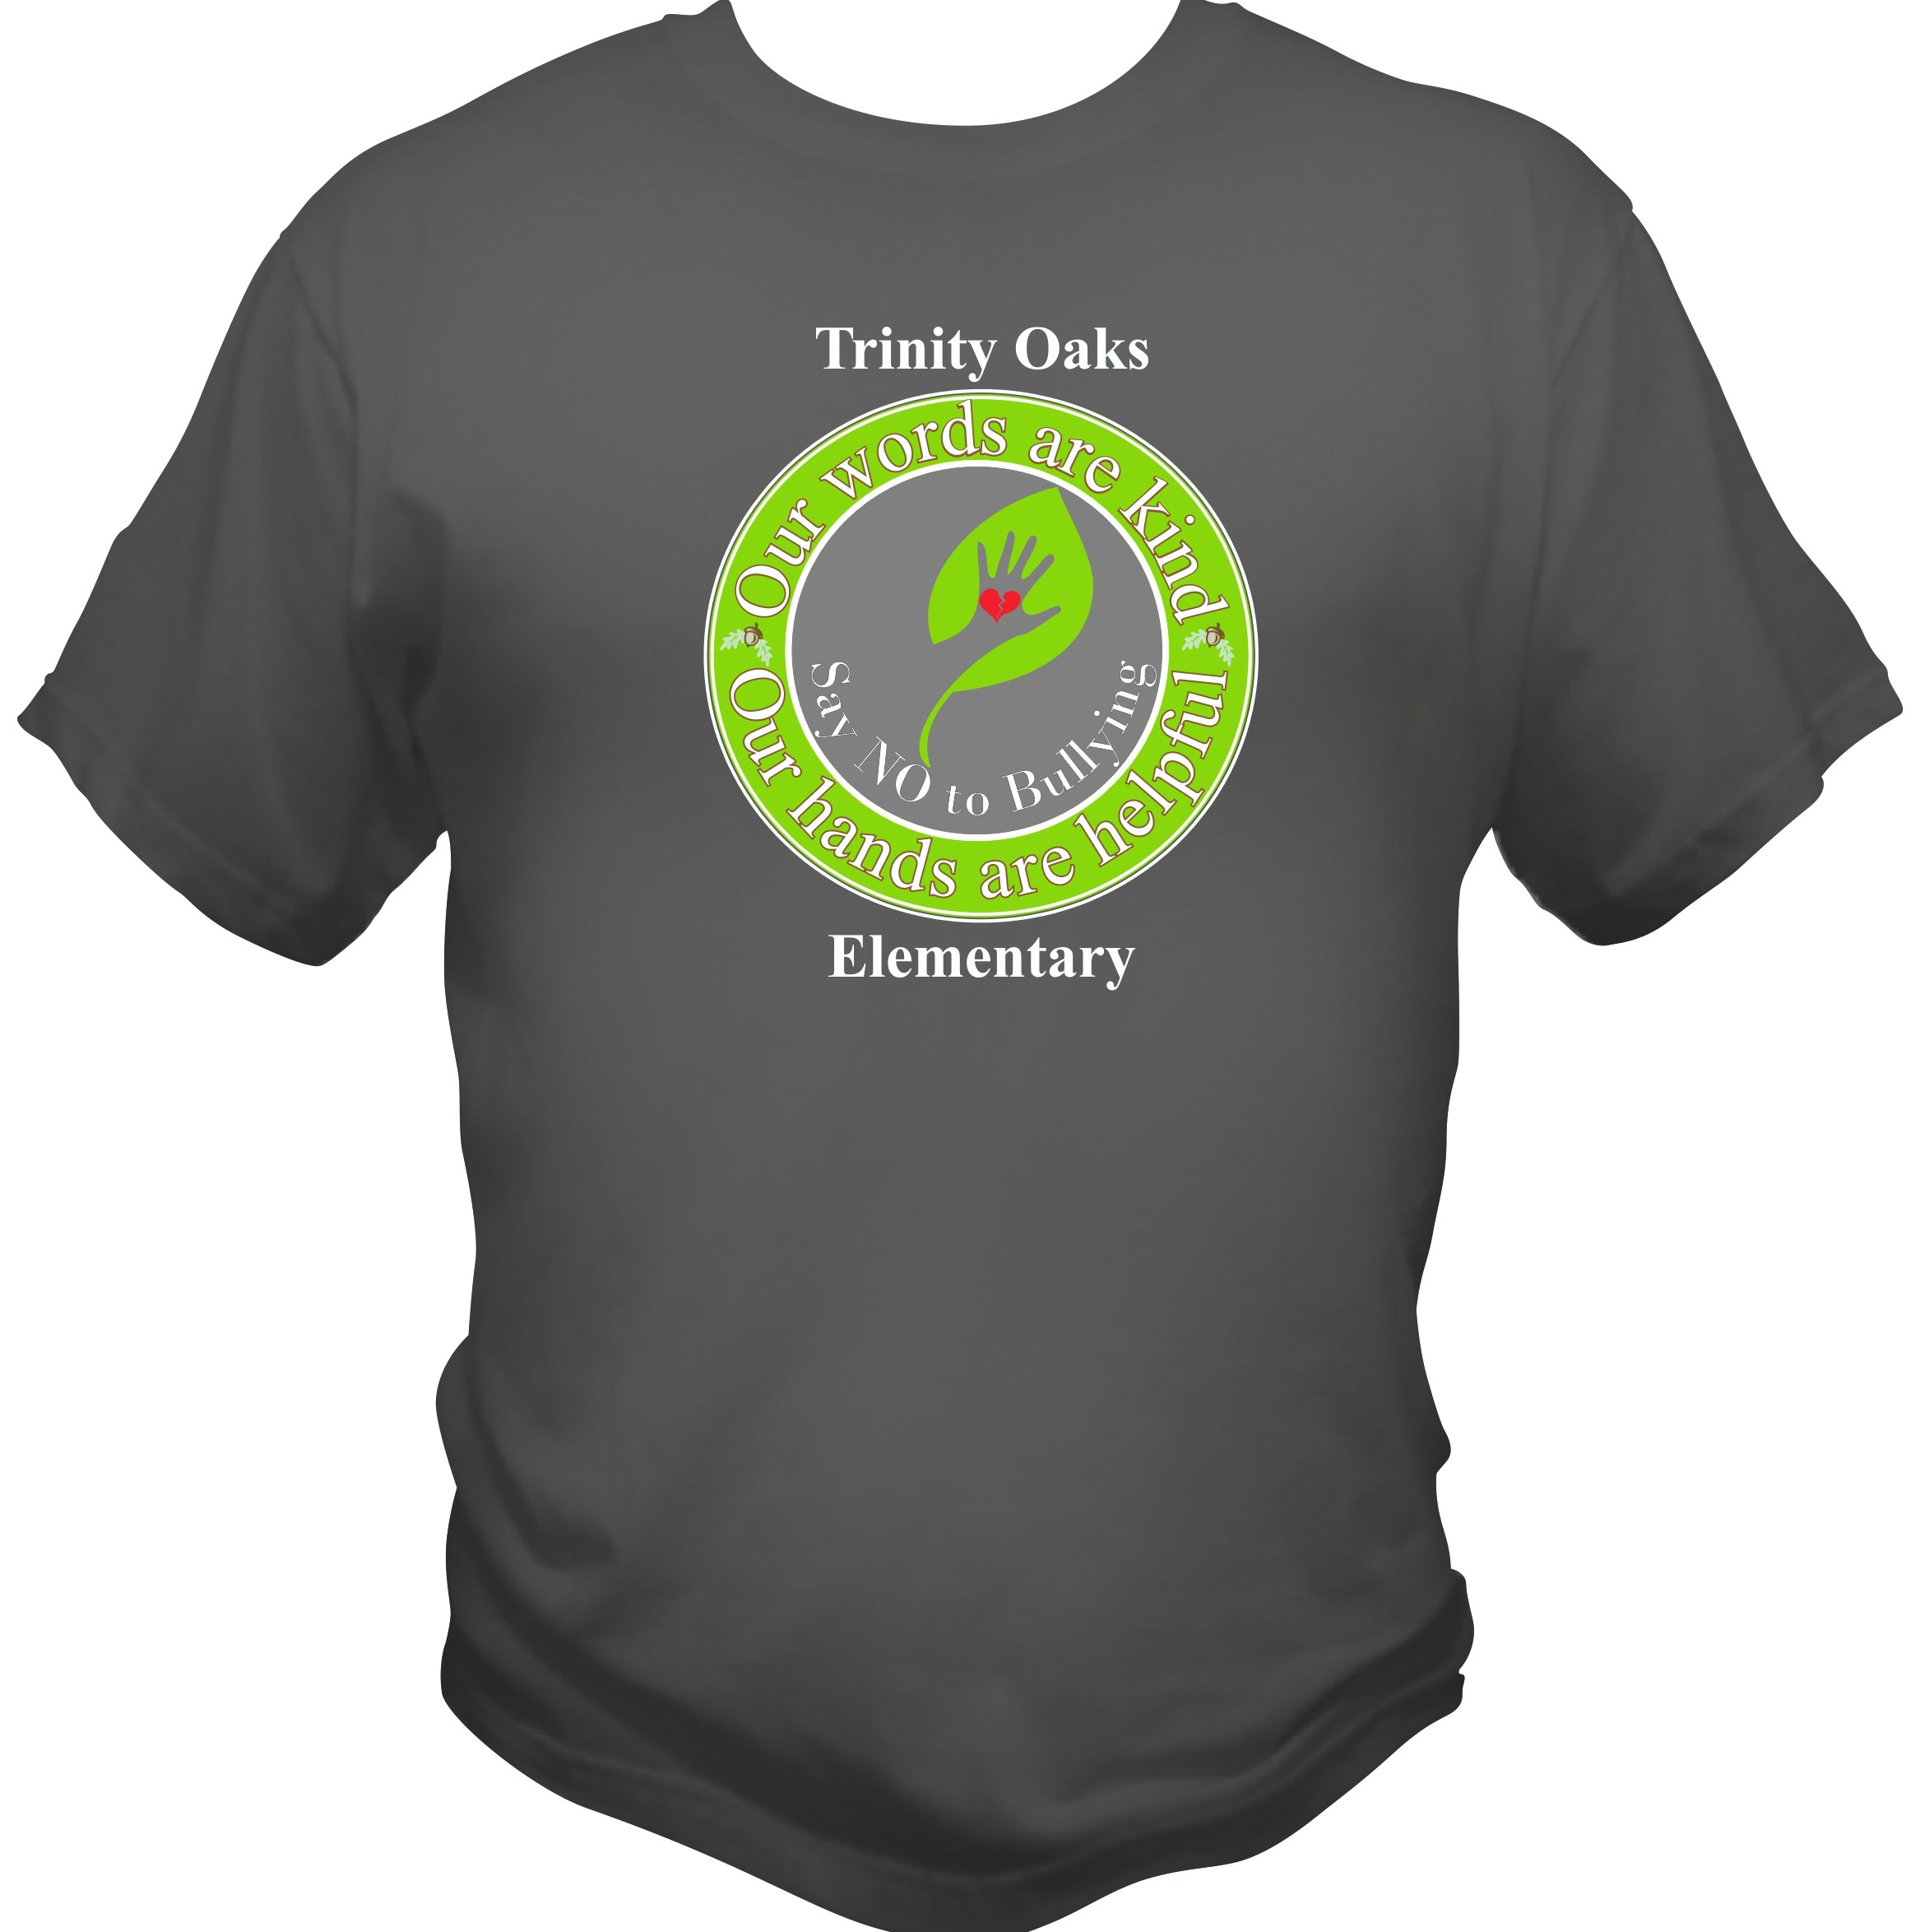 Trinity Oaks
Our words are kind
Say NO to Bullying
Our hands are helpful
Elementary